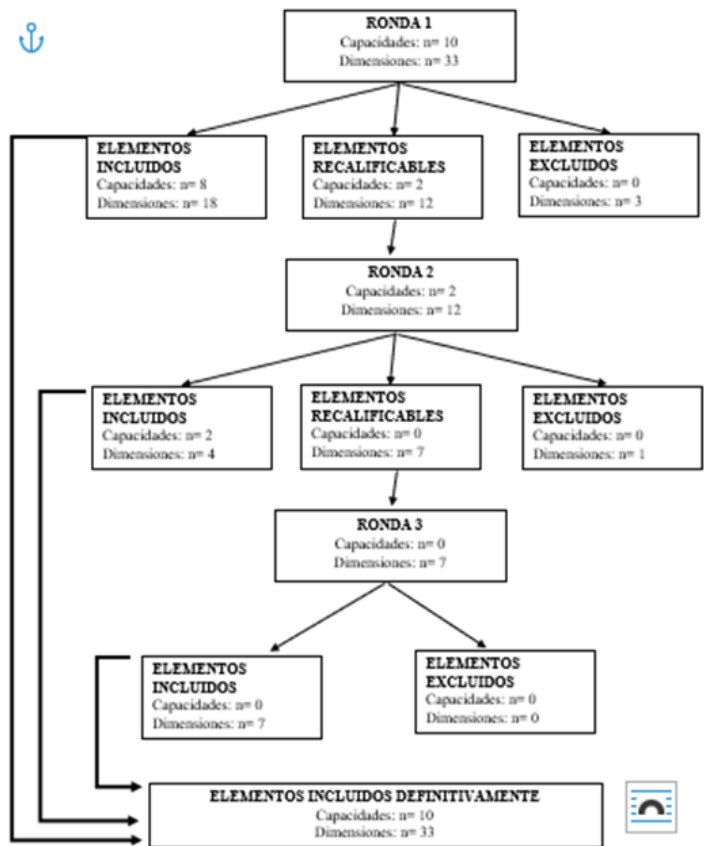 RONDA 1
Capacidades: n= 10
Dimensiones: n= 33
ELEMENTOS
INCLUIDOS
Capacidades: n= 8
Dimensiones: n= 18
ELEMENTOS
RECALIFICABLES
Capacidades: n= 2
Dimensiones: n= 12
ELEMENTOS
EXCLUIDOS
Capacidades: n= 0
Dimensiones: n= 3
RONDA 2
Capacidades: n= 2
Dimensiones: n= 12
ELEMENTOS
INCLUIDOS
Capacidades: n= 2
Dimensiones: n= 4
ELEMENTOS
RECALIFICABLES
Capacidades: n= 0
Dimensiones: n= 7
ELEMENTOS
EXCLUIDOS
Capacidades: n= 0
Dimensiones: n= 1
RONDA 3
Capacidades: n= 0
Dimensiones: n= 7
ELEMENTOS
INCLUIDOS
Capacidades: n= 0
Dimensiones: n= 7
ELEMENTOS
EXCLUIDOS
Capacidades: n= 0
Dimensiones: n= 0
ELEMENTOS INCLUIDOS DEFINITIVAMENTE
Capacidades: n= 10
Dimensiones: n= 33